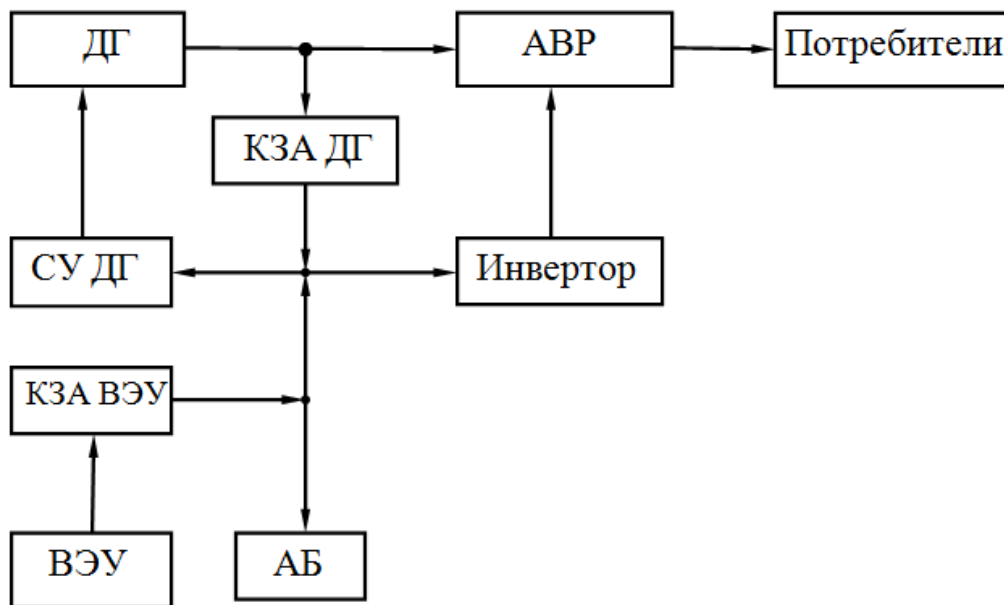 ДГ
АВР
Потребители
КЗА ДГ
СУ ДГ
Инвертор
КЗА ВЭУ
ВЭУ
АБ